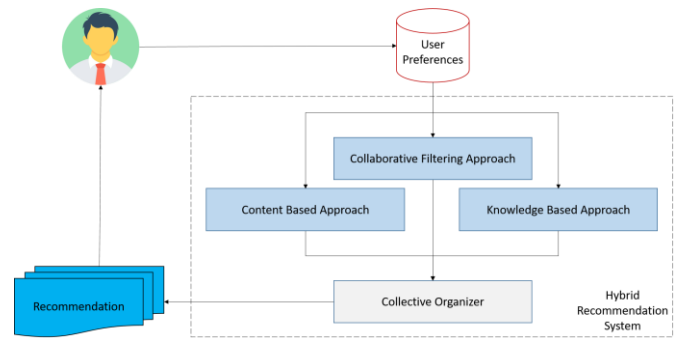 User
Preferences
Collaborative Filtering Approach
Content Based Approach
Knowledge Based Approach
Recommendation
Collective Organizer
Hybrid
Recommendation
System